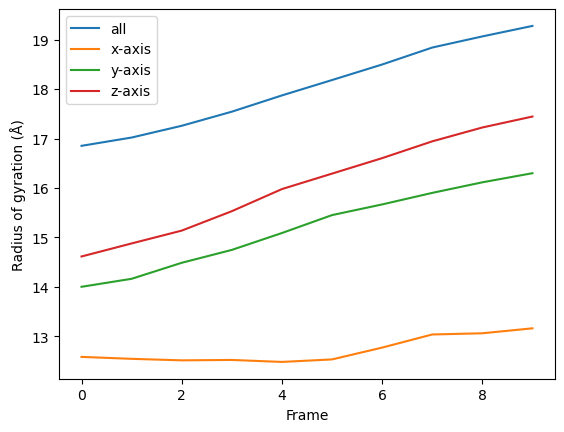 all
x-axis
y-axis
z-axis
Radius of gyration (Å)
19
18
17
16
15
14
13
0 2 4 6 8
Frame